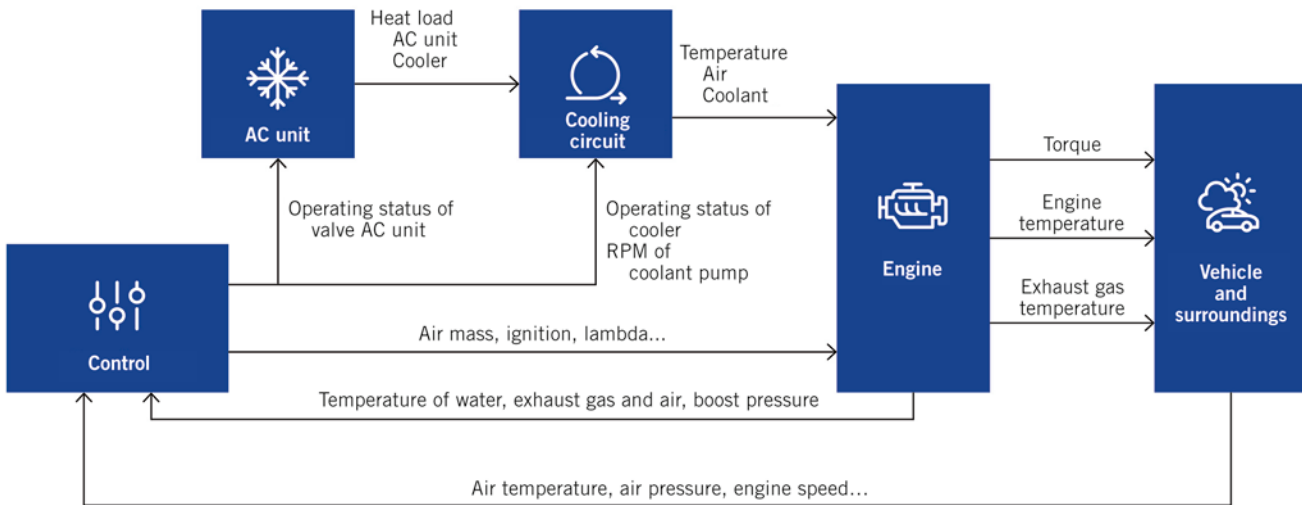 Heat load
AC unit
Cooler
AC unit
Cooling
circuit
Temperature
Air
Coolant
Operating status of
valve AC unit
Operating status of
cooler
RPM of
coolant pump
Control
Engine
Torque
Engine
temperature
Exhaust gas
temperature
Vehicle
and
surroundings
Air mass, ignition, lambda...
Temperature of water, exhaust gas and air, boost pressure
Air temperature, air pressure, engine speed...